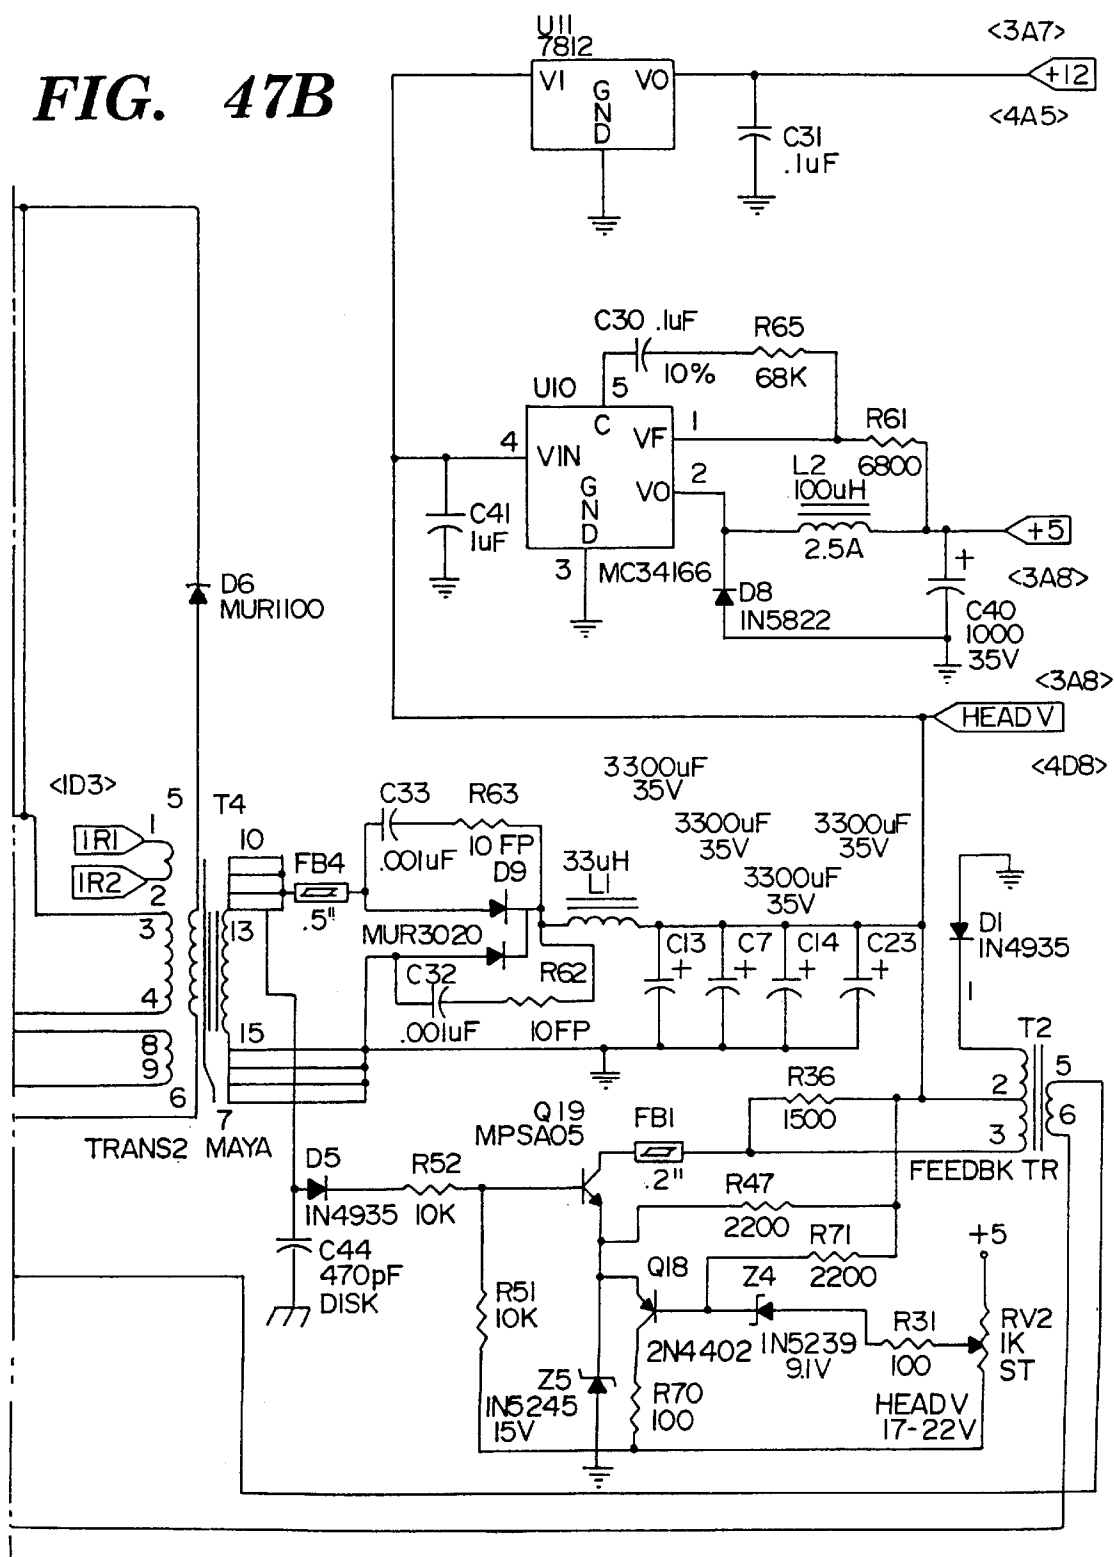 FIG. 47B
U11
7812
VI
VO
GND
<3A7>
+12
<4A5>
C31
.1uF
C30 .1uF
10%
R65
68K
U10
5
C
4
VIN
VF
1
VO
2
GND
3
MC34166
R61
6800
L2
100uH
2.5A
C41
1uF
+5
<3A8>
D8
IN5822
+
C40
1000
35V
D6
MUR1100
<3A8>
HEAD V
<4D8>
<1D3>
5
T4
1
1R1
1R2
2
3
4
8
9
6
7
10
13
15
TRANS2 MAYA
FB4
.5"
C33
.001uF
R63
10 FP
D9
MUR3020
C32
.001uF
R62
10FP
33uH
L1
3300uF
35V
3300uF
35V
3300uF
35V
3300uF
35V
C13
+
C7
+
C14
+
C23
+
D1
IN4935
1
T2
5
2
6
3
FEEDBK TR
R36
1500
Q19
MPSA05
FB1
.2"
D5
IN4935
R52
10K
R47
2200
R71
2200
C44
470pF
DISK
R51
10K
Q18
2N4402
Z4
IN5239
9.1V
R31
100
+5
RV2
1K
ST
Z5
IN5245
15V
R70
100
HEAD V
17-22V